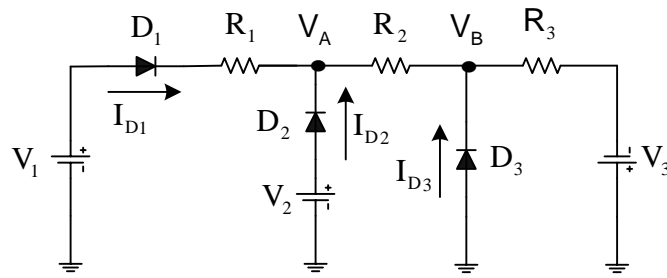 D1 R1 VA R2 VB R3
ID1 D2 ID2
V1 + - V2 + - ID3 D3 - + V3